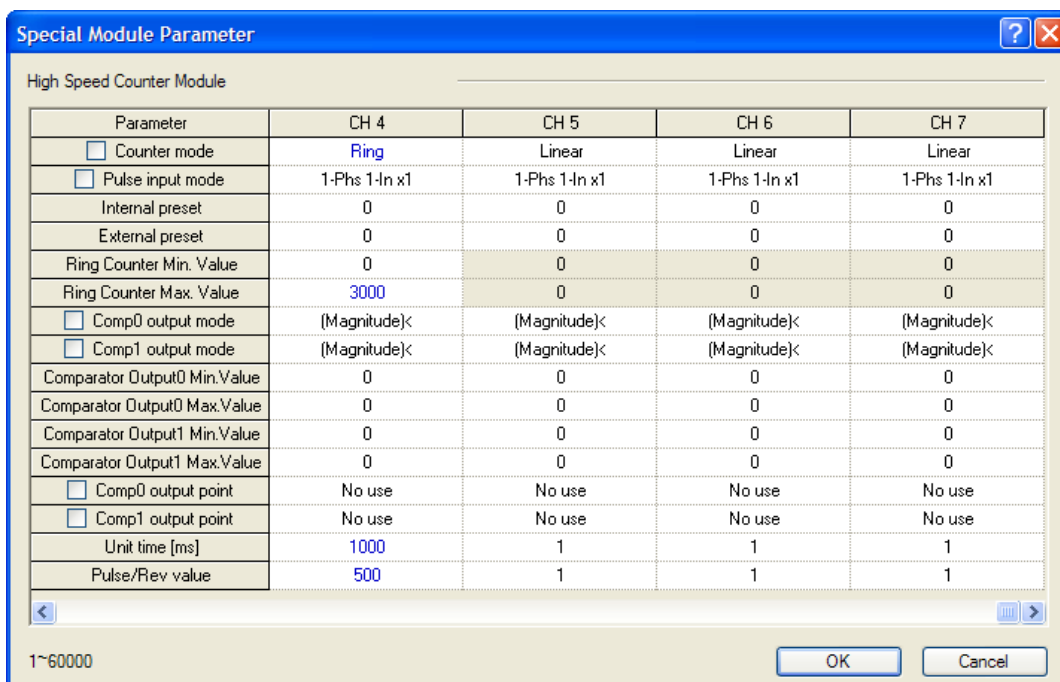 Special Module Parameter
High Speed Counter Module
Parameter CH 4 CH 5 CH 6 CH 7
Counter mode Ring Linear Linear Linear
Pulse input mode 1-Phs 1-In x1 1-Phs 1-In x1 1-Phs 1-In x1 1-Phs 1-In x1
Internal preset 0 0 0 0
External preset 0 0 0 0
Ring Counter Min. Value 0 0 0 0
Ring Counter Max. Value 3000 0 0 0
Comp0 output mode (Magnitude)< (Magnitude)< (Magnitude)< (Magnitude)<
Comp1 output mode (Magnitude)< (Magnitude)< (Magnitude)< (Magnitude)<
Comparator Output0 Min.Value 0 0 0 0
Comparator Output0 Max.Value 0 0 0 0
Comparator Output1 Min.Value 0 0 0 0
Comparator Output1 Max.Value 0 0 0 0
Comp0 output point No use No use No use No use
Comp1 output point No use No use No use No use
Unit time [ms] 1000 1 1 1
Pulse/Rev value 500 1 1 1
1~60000 OK Cancel